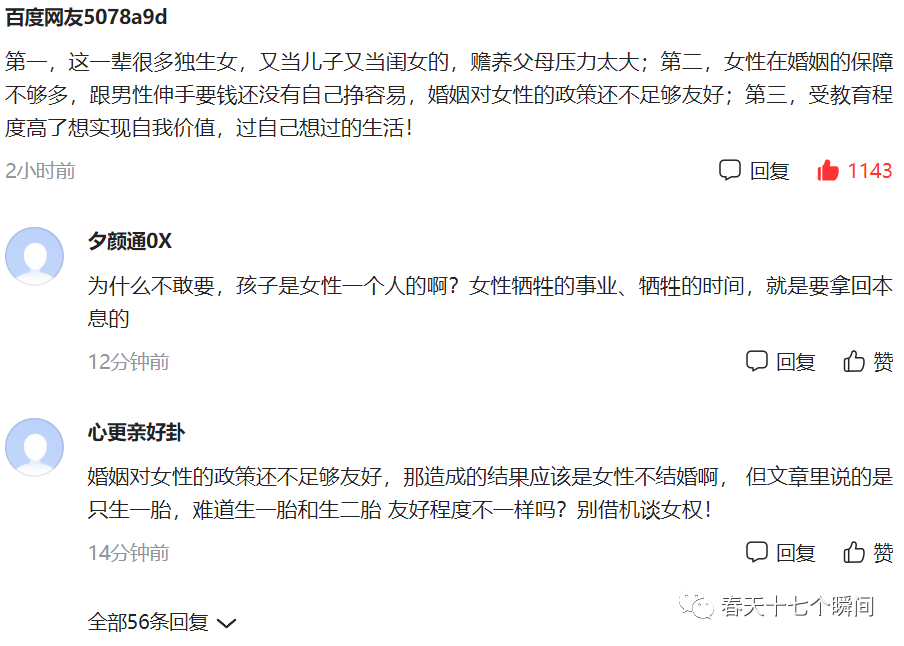 百度网友5078a9d
第一，这一辈很多独生女，又当儿子又当闺女的，赡养父母压力太大；第二，女性在婚姻的保障
不够多，跟男性伸手要钱还没有自己挣容易，婚姻对女性的政策还不足够友好；第三，受教育程
度高了想实现自我价值，过自己想过的生活！
2小时前 回复 1143
夕颜通0X
为什么不敢要，孩子是女性一个人的啊？女性牺牲的事业、牺牲的时间，就是要拿回本
息的
12分钟前 回复 赞
心更亲好卦
婚姻对女性的政策还不足够友好，那造成的结果应该是女性不结婚啊， 但文章里说的是
只生一胎，难道生一胎和生二胎 友好程度不一样吗？别借机谈女权！
14分钟前 回复 赞
全部56条回复
春天十七个瞬间